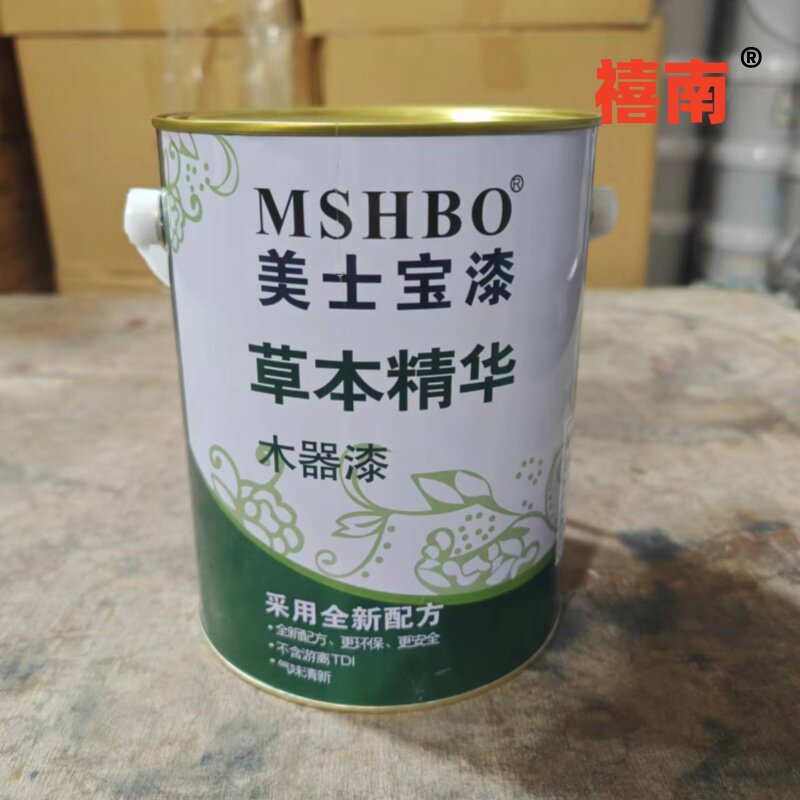 禧南®
MSHBO®
美士宝漆
草本精华
木器漆
采用全新配方
·全新配方、更环保、更安全
·不含游离TDI
·气味清新